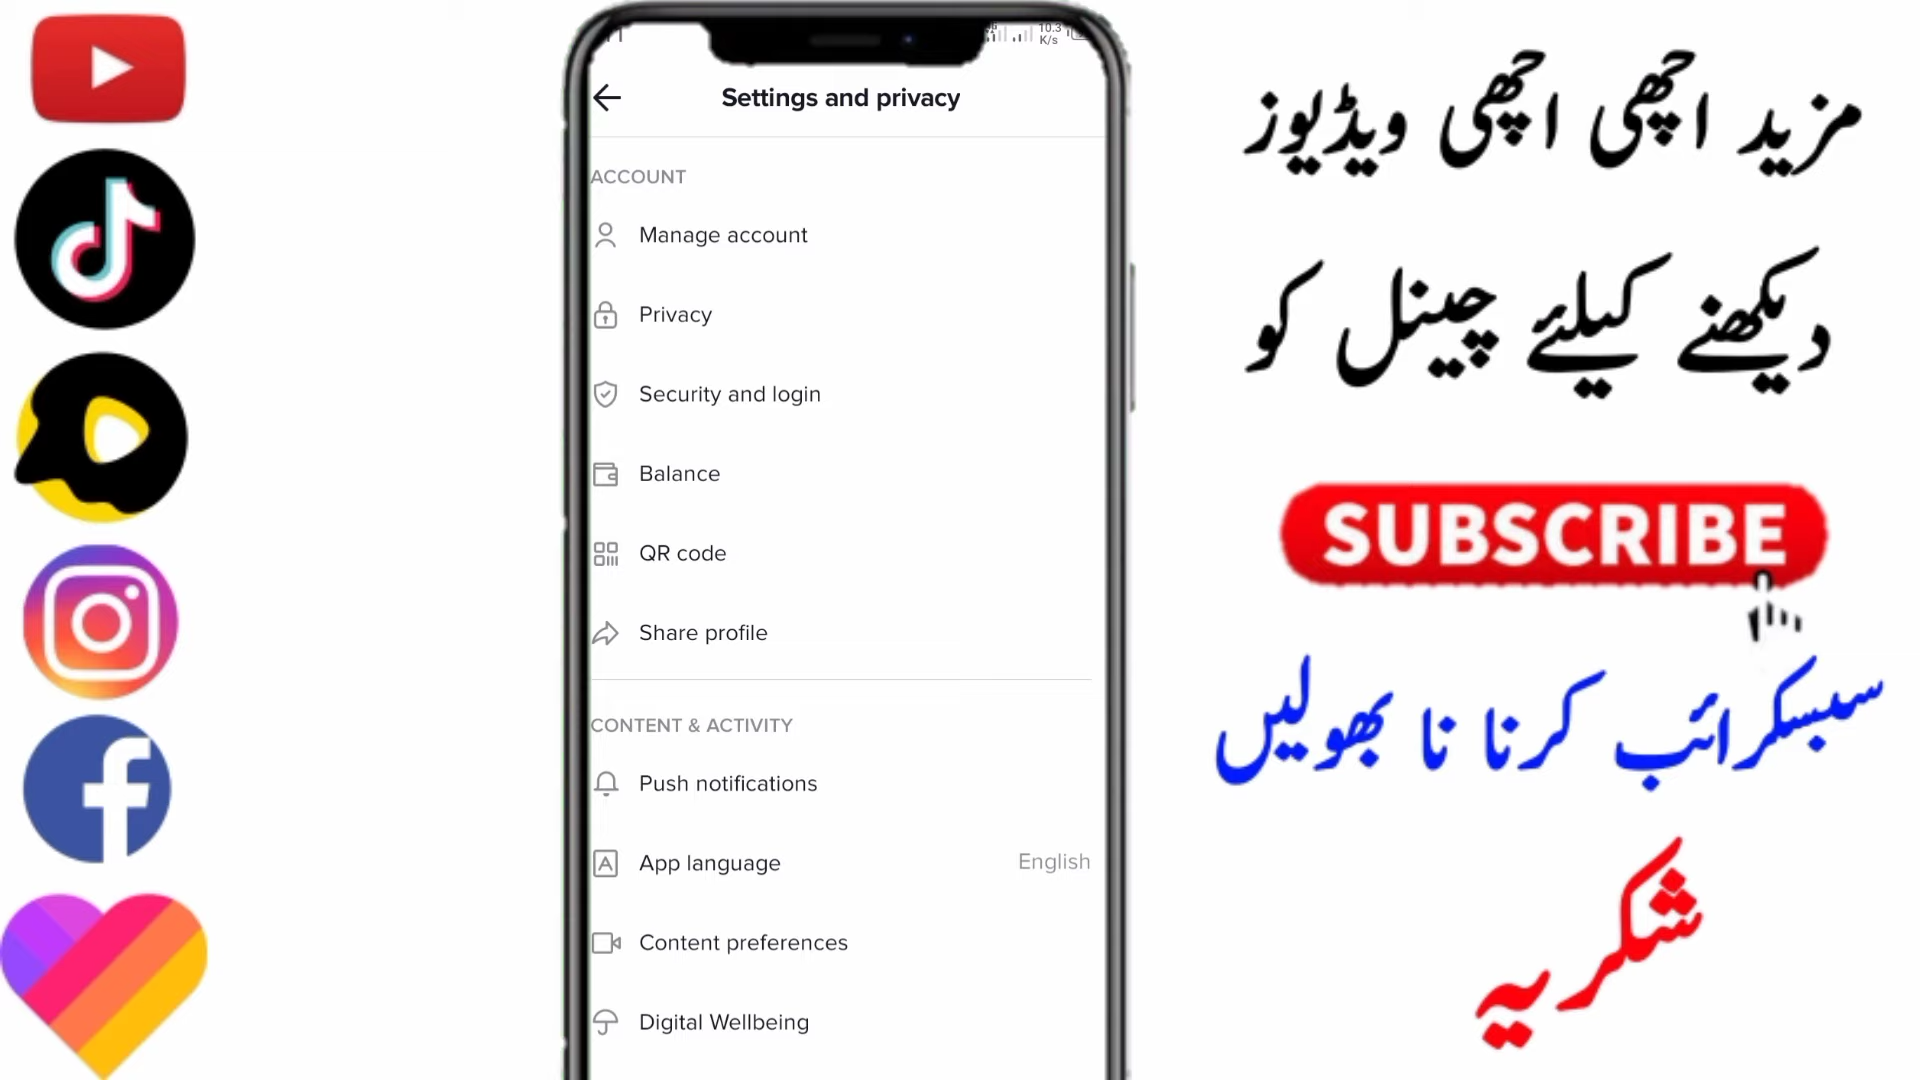 10.3
K/s
Settings and privacy
ACCOUNT
Manage account
Privacy
Security and login
Balance
QR code
Share profile
CONTENT & ACTIVITY
Push notifications
App language English
Content preferences
Digital Wellbeing
مزید اچھی اچھی ویڈیوز
دیکھنے کیلئے چینل کو
SUBSCRIBE
سبسکرائب کرنا نا بھولیں
شکریہ